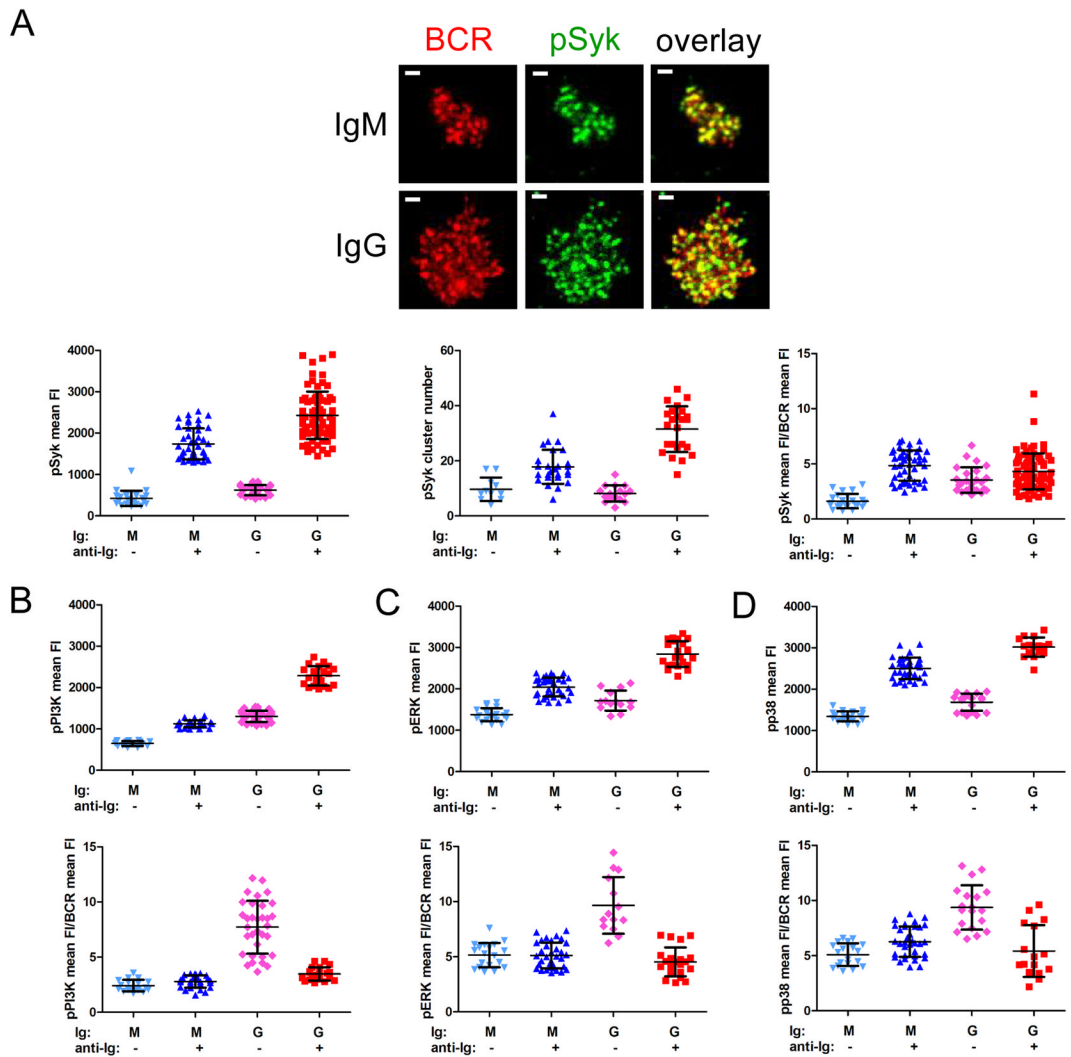 A
BCR pSyk overlay
IgM
IgG
pSyk mean FI
4000
3000
2000
1000
0
Ig: M M G G
anti-Ig: - + - +
pSyk cluster number
60
40
20
0
Ig: M M G G
anti-Ig: - + - +
pSyk mean FI/BCR mean FI
15
10
5
0
Ig: M M G G
anti-Ig: - + - +
B
pPI3K mean FI
4000
3000
2000
1000
0
Ig: M M G G
anti-Ig: - + - +
C
pERK mean FI
4000
3000
2000
1000
0
Ig: M M G G
anti-Ig: - + - +
D
pp38 mean FI
4000
3000
2000
1000
0
Ig: M M G G
anti-Ig: - + - +
pPI3K mean FI/BCR mean FI
15
10
5
0
Ig: M M G G
anti-Ig: - + - +
pERK mean FI/BCR mean FI
15
10
5
0
Ig: M M G G
anti-Ig: - + - +
pp38 mean FI/BCR mean FI
15
10
5
0
Ig: M M G G
anti-Ig: - + - +